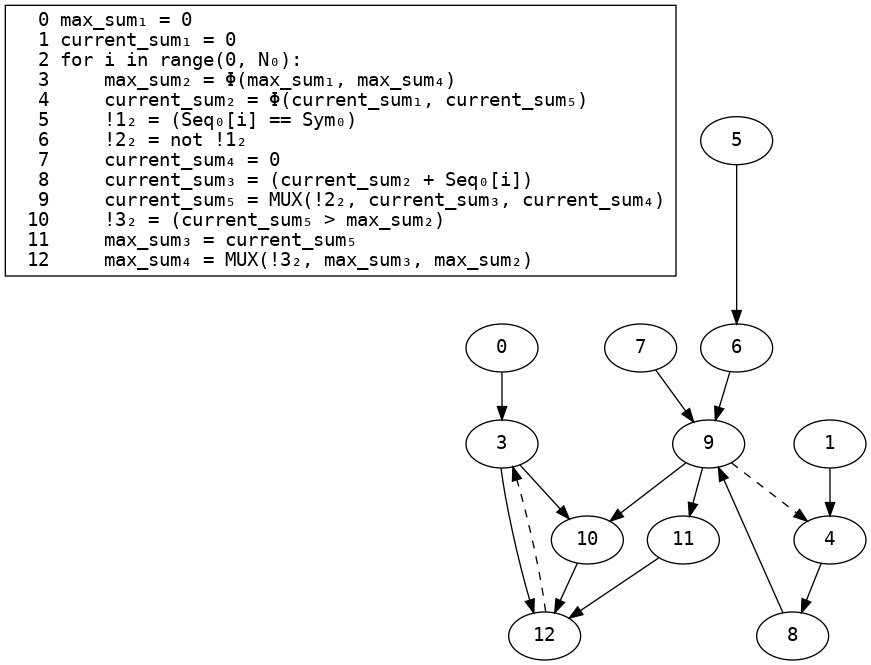 0 max_sum₁ = 0
1 current_sum₁ = 0
2 for i in range(0, N₀):
3     max_sum₂ = Φ(max_sum₁, max_sum₄)
4     current_sum₂ = Φ(current_sum₁, current_sum₅)
5     !1₂ = (Seq₀[i] == Sym₀)
6     !2₂ = not !1₂
7     current_sum₄ = 0
8     current_sum₃ = (current_sum₂ + Seq₀[i])
9     current_sum₅ = MUX(!2₂, current_sum₃, current_sum₄)
10     !3₂ = (current_sum₅ > max_sum₂)
11     max_sum₃ = current_sum₅
12     max_sum₄ = MUX(!3₂, max_sum₃, max_sum₂)
5
0 7 6
3 9 1
10 11 4
12 8